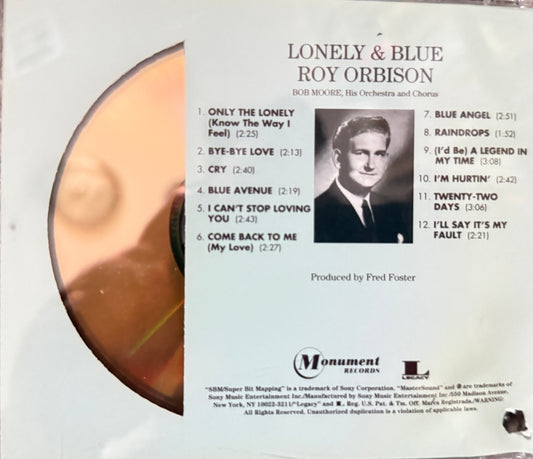 LONELY & BLUE
ROY ORBISON
BOB MOORE, His Orchestra and Chorus
1. ONLY THE LONELY
(Know The Way I
Feel) (2:25)
2. BYE-BYE LOVE (2:13)
3. CRY (2:40)
4. BLUE AVENUE (2:19)
5. I CAN'T STOP LOVING
YOU (2:43)
6. COME BACK TO ME
(My Love) (2:27)
7. BLUE ANGEL (2:51)
8. RAINDROPS (1:52)
9. (I'd Be) A LEGEND IN
MY TIME (3:08)
10. I'M HURTIN' (2:42)
11. TWENTY-TWO
DAYS (3:06)
12. I'LL SAY IT'S MY
FAULT (2:21)
Produced by Fred Foster
Monument
RECORDS
L
LEGACY
"SBM/Super Bit Mapping" is a trademark of Sony Corporation. "MasterSound" and are trademarks of
Sony Music Entertainment Inc./Manufactured by Sony Music Entertainment Inc./550 Madison Avenue,
New York, NY 10022-3211/"Legacy" and L, Reg. U.S. Pat. & Tm. Off. Marca Registrada./WARNING:
All Rights Reserved. Unauthorized duplication is a violation of applicable laws.